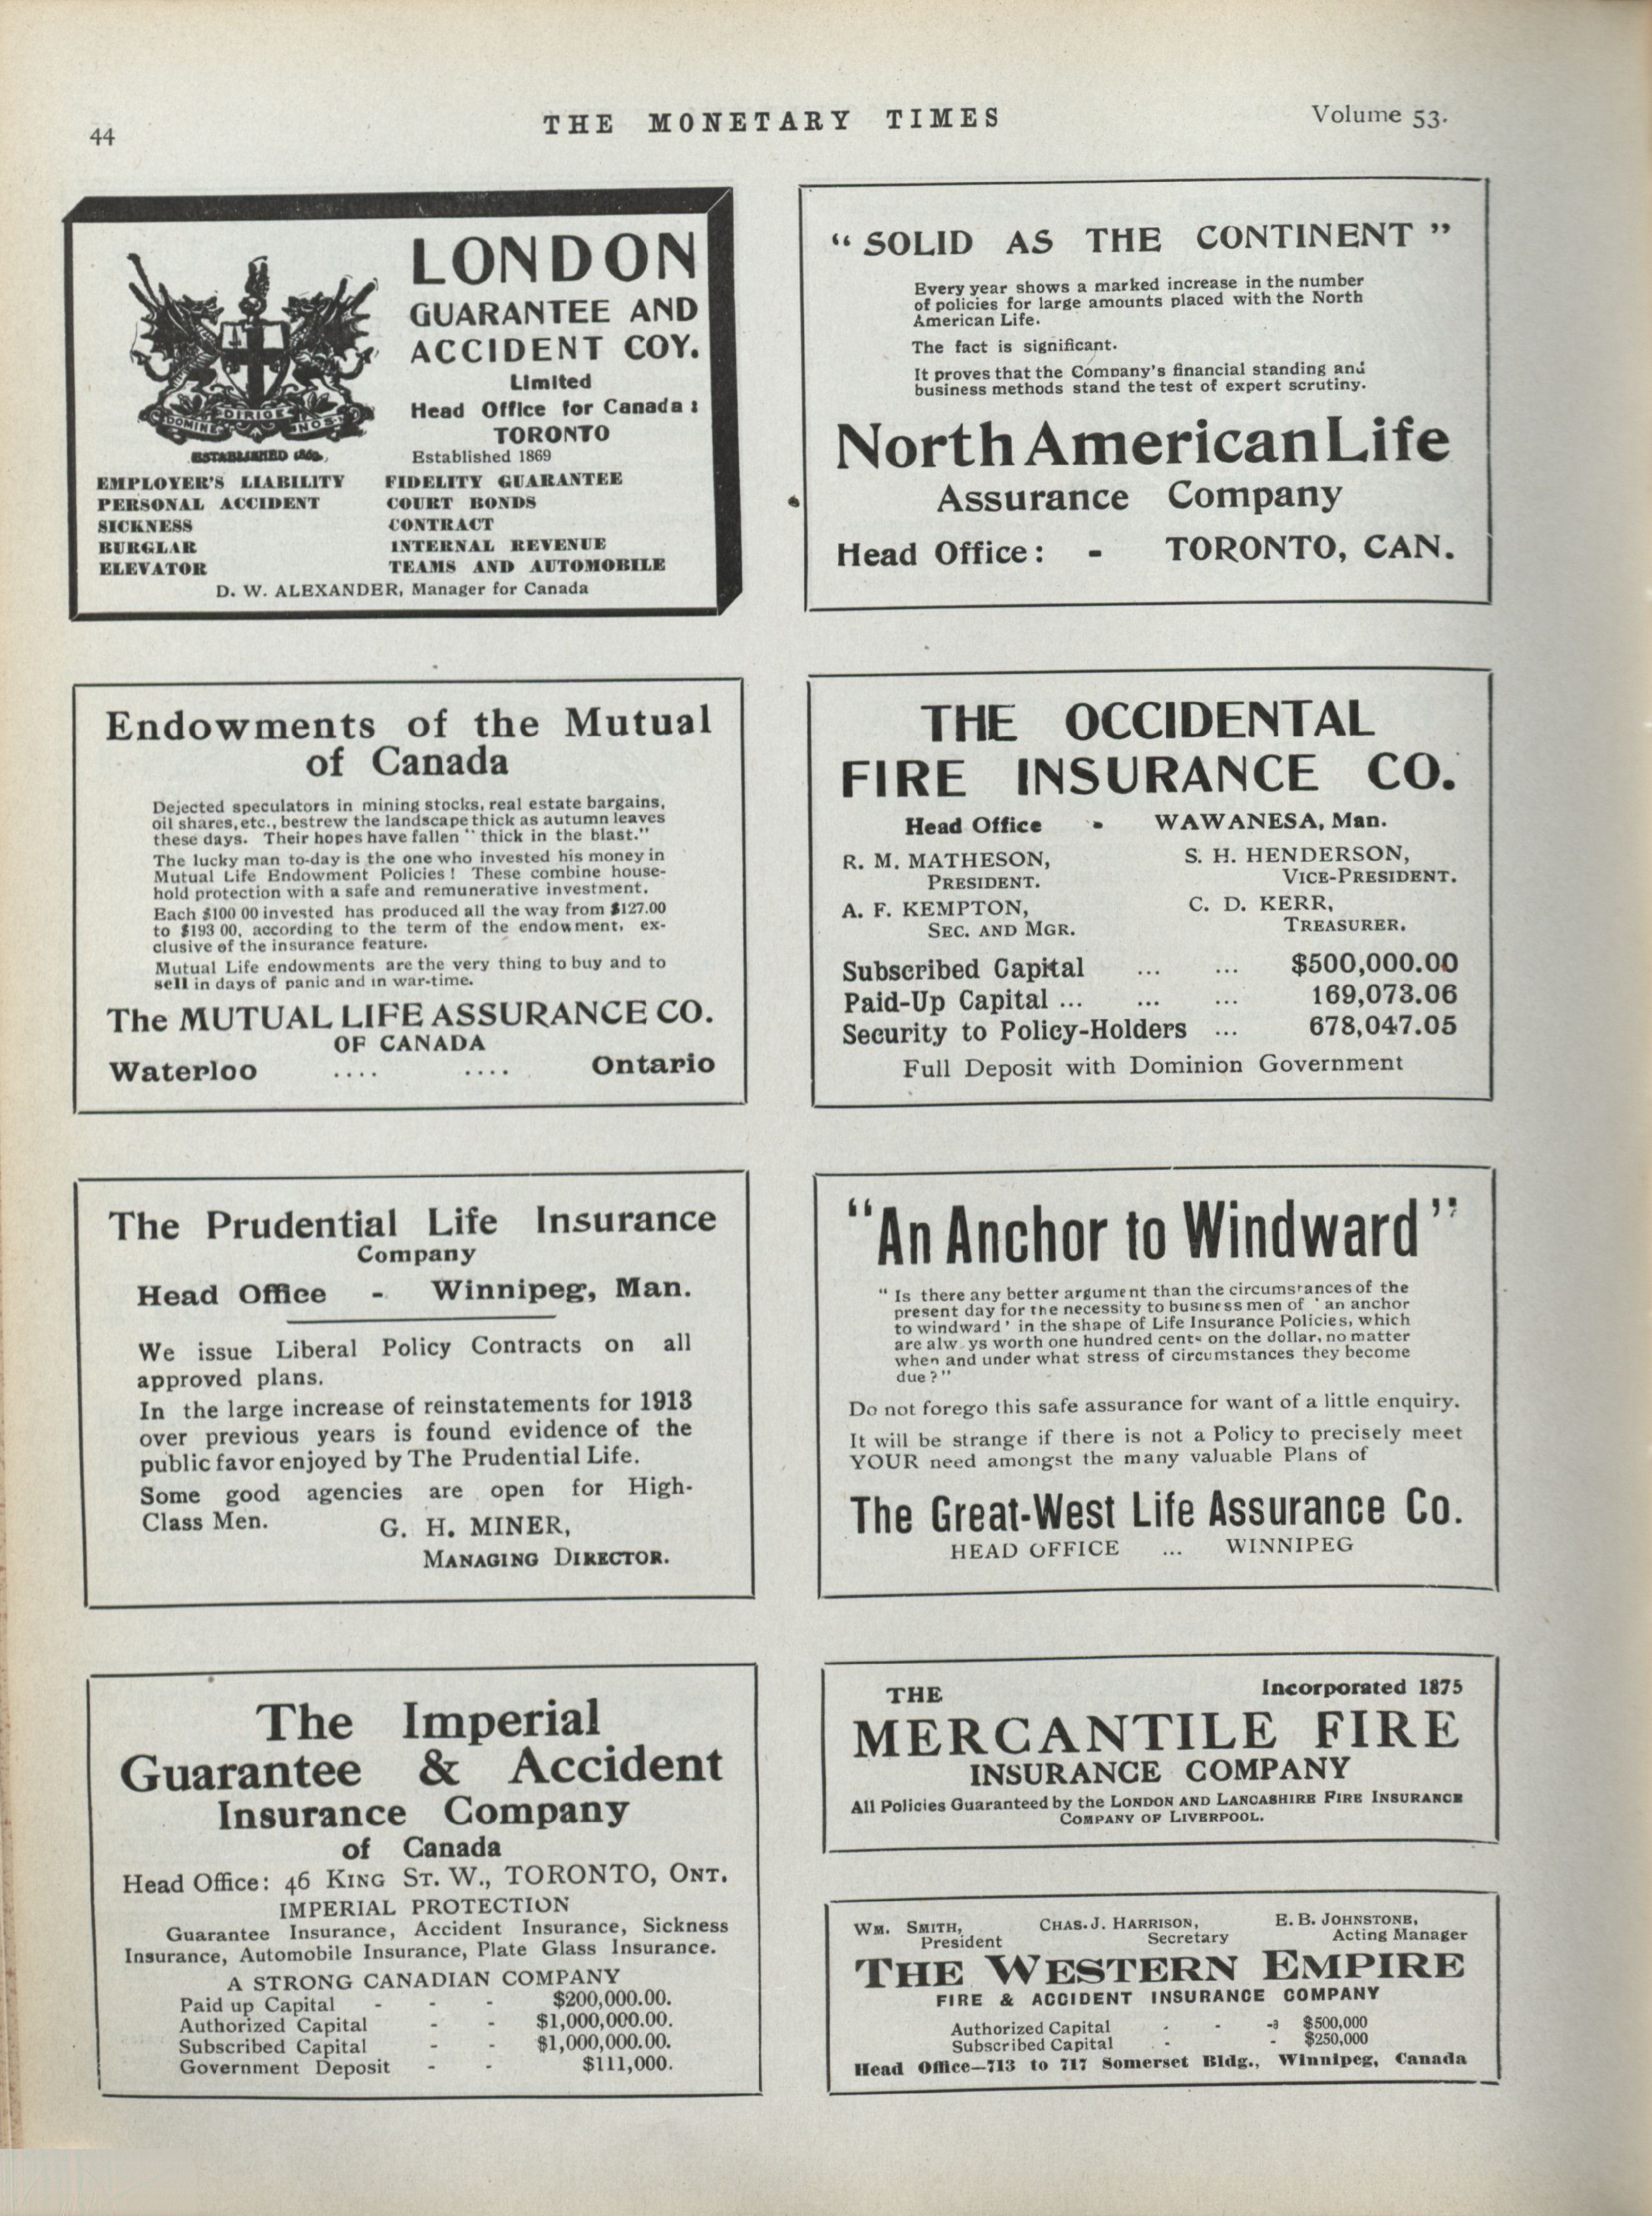 44
THE MONETARY TIMES
Volume 53.
LONDON
GUARANTEE AND
ACCIDENT COY.
Limited
Head Office for Canada:
TORONTO
Established 1869
DOMINE DIRIGE NOS
ESTABLISHED 1869
EMPLOYER'S LIABILITY
PERSONAL ACCIDENT
SICKNESS
BURGLAR
ELEVATOR
FIDELITY GUARANTEE
COURT BONDS
CONTRACT
INTERNAL REVENUE
TEAMS AND AUTOMOBILE
D. W. ALEXANDER, Manager for Canada
"SOLID AS THE CONTINENT"
Every year shows a marked increase in the number
of policies for large amounts placed with the North
American Life.
The fact is significant.
It proves that the Company's financial standing and
business methods stand the test of expert scrutiny.
North American Life
Assurance Company
Head Office: - TORONTO, CAN.
Endowments of the Mutual
of Canada
Dejected speculators in mining stocks, real estate bargains,
oil shares, etc., bestrew the landscape thick as autumn leaves
these days. Their hopes have fallen "thick in the blast."
The lucky man to-day is the one who invested his money in
Mutual Life Endowment Policies! These combine house-
hold protection with a safe and remunerative investment.
Each $100 00 invested has produced all the way from $127.00
to $193 00, according to the term of the endowment, ex-
clusive of the insurance feature.
Mutual Life endowments are the very thing to buy and to
sell in days of panic and in war-time.
The MUTUAL LIFE ASSURANCE CO.
OF CANADA
Waterloo .... .... Ontario
THE OCCIDENTAL
FIRE INSURANCE CO.
Head Office - WAWANESA, Man.
R. M. MATHESON,
PRESIDENT.
S. H. HENDERSON,
VICE-PRESIDENT.
A. F. KEMPTON,
SEC. AND MGR.
C. D. KERR,
TREASURER.
Subscribed Capital ... ... $500,000.00
Paid-Up Capital ... ... ... 169,073.06
Security to Policy-Holders ... 678,047.05
Full Deposit with Dominion Government
The Prudential Life Insurance
Company
Head Office - Winnipeg, Man.
We issue Liberal Policy Contracts on all
approved plans.
In the large increase of reinstatements for 1913
over previous years is found evidence of the
public favor enjoyed by The Prudential Life.
Some good agencies are open for High-
Class Men.
G. H. MINER,
MANAGING DIRECTOR.
"An Anchor to Windward"
"Is there any better argument than the circumstances of the
present day for the necessity to business men of 'an anchor
to windward' in the shape of Life Insurance Policies, which
are alw ys worth one hundred cents on the dollar, no matter
when and under what stress of circumstances they become
due?"
Do not forego this safe assurance for want of a little enquiry.
It will be strange if there is not a Policy to precisely meet
YOUR need amongst the many valuable Plans of
The Great-West Life Assurance Co.
HEAD OFFICE ... WINNIPEG
The Imperial
Guarantee & Accident
Insurance Company
of Canada
Head Office: 46 KING ST. W., TORONTO, ONT.
IMPERIAL PROTECTION
Guarantee Insurance, Accident Insurance, Sickness
Insurance, Automobile Insurance, Plate Glass Insurance.
A STRONG CANADIAN COMPANY
Paid up Capital - - - $200,000.00.
Authorized Capital - - $1,000,000.00.
Subscribed Capital - - $1,000,000.00.
Government Deposit - - $111,000.
THE Incorporated 1875
MERCANTILE FIRE
INSURANCE COMPANY
All Policies Guaranteed by the LONDON AND LANCASHIRE FIRE INSURANCE
COMPANY OF LIVERPOOL.
WM. SMITH,
President
CHAS. J. HARRISON,
Secretary
E. B. JOHNSTONE,
Acting Manager
THE WESTERN EMPIRE
FIRE & ACCIDENT INSURANCE COMPANY
Authorized Capital - - - $500,000
Subscribed Capital - - $250,000
Head Office—713 to 717 Somerset Bldg., Winnipeg, Canada